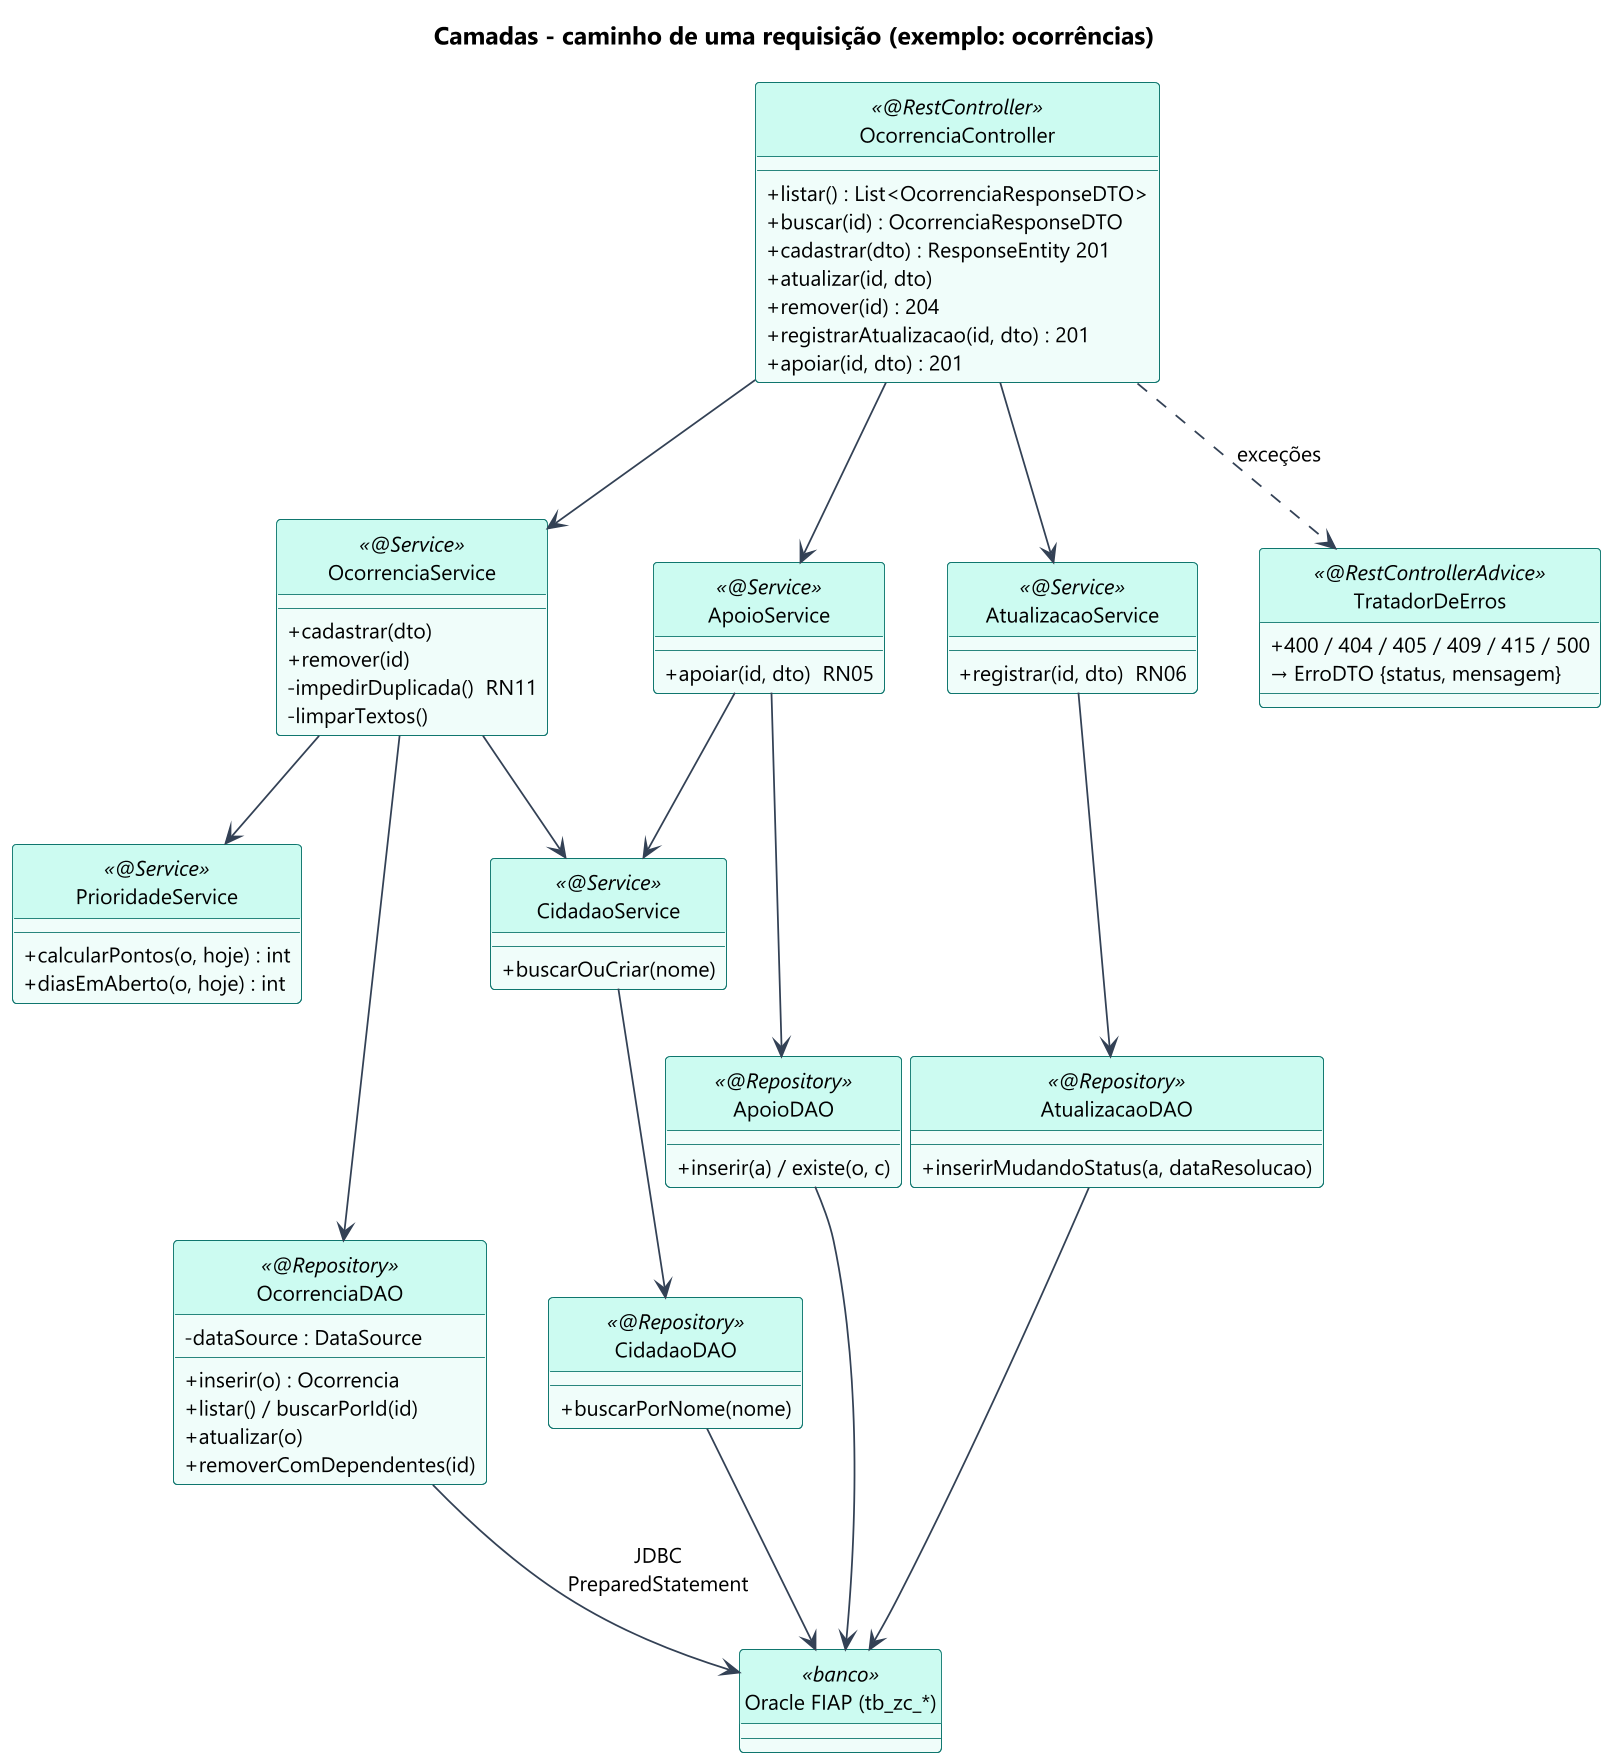 Camadas - caminho de uma requisição (exemplo: ocorrências)
«@RestController»
OcorrenciaController
+listar() : List<OcorrenciaResponseDTO>
+buscar(id) : OcorrenciaResponseDTO
+cadastrar(dto) : ResponseEntity 201
+atualizar(id, dto)
+remover(id) : 204
+registrarAtualizacao(id, dto) : 201
+apoiar(id, dto) : 201
exceções
«@Service»
OcorrenciaService
+cadastrar(dto)
+remover(id)
-impedirDuplicada()  RN11
-limparTextos()
«@Service»
ApoioService
+apoiar(id, dto)  RN05
«@Service»
AtualizacaoService
+registrar(id, dto)  RN06
«@RestControllerAdvice»
TratadorDeErros
+400 / 404 / 405 / 409 / 415 / 500
→ ErroDTO {status, mensagem}
«@Service»
PrioridadeService
+calcularPontos(o, hoje) : int
+diasEmAberto(o, hoje) : int
«@Service»
CidadaoService
+buscarOuCriar(nome)
«@Repository»
ApoioDAO
+inserir(a) / existe(o, c)
«@Repository»
AtualizacaoDAO
+inserirMudandoStatus(a, dataResolucao)
«@Repository»
OcorrenciaDAO
-dataSource : DataSource
+inserir(o) : Ocorrencia
+listar() / buscarPorId(id)
+atualizar(o)
+removerComDependentes(id)
«@Repository»
CidadaoDAO
+buscarPorNome(nome)
JDBC
PreparedStatement
«banco»
Oracle FIAP (tb_zc_*)